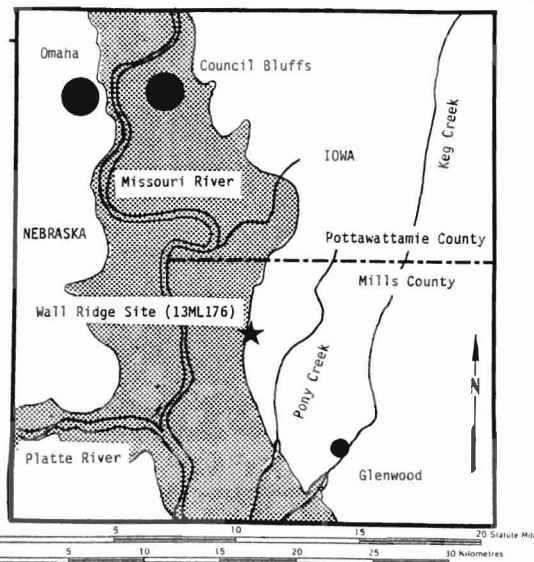 Omaha
Council Bluffs
Keg Creek
IOWA
Missouri River
NEBRASKA
Pottawattamie County
Mills County
Wall Ridge Site (13ML176)
Pony Creek
N
Platte River
Glenwood
5 10 15 20 Statute Mil
5 10 15 20 25 30 Kilometres